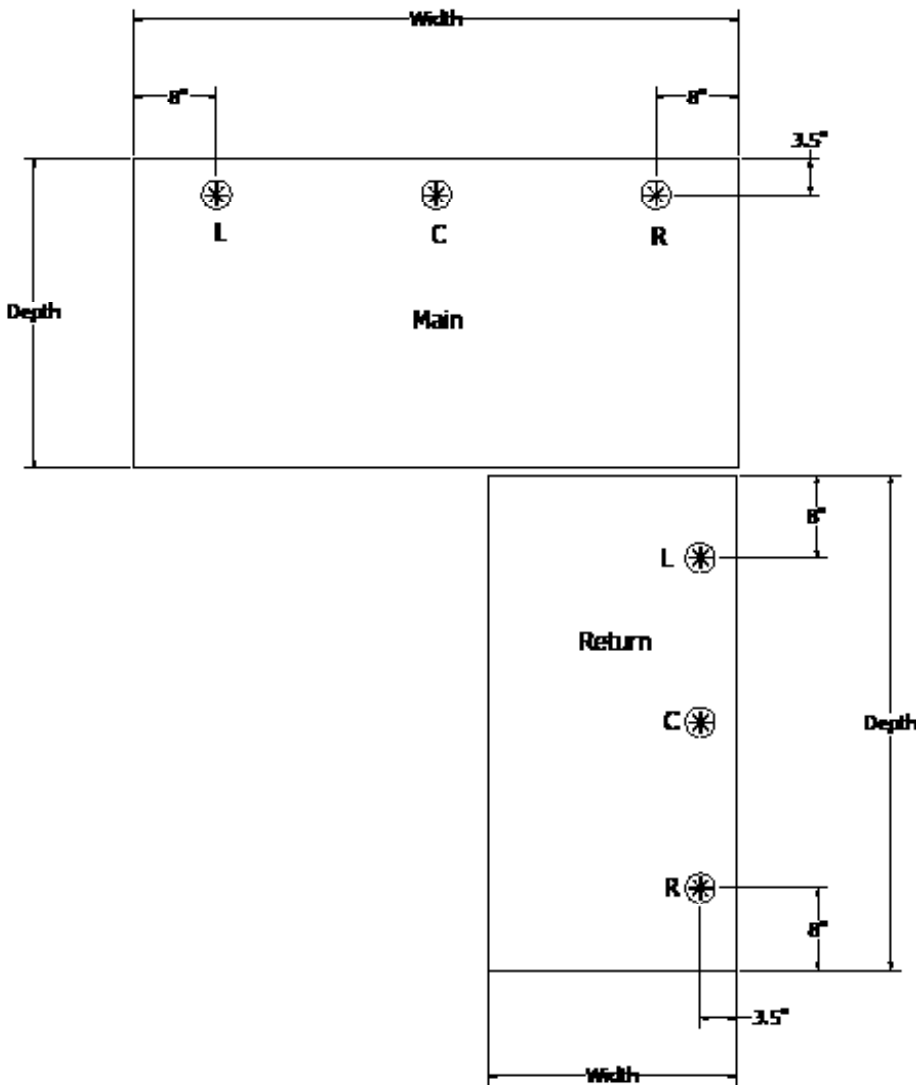 Width
8"
8"
3.5"
L
C
R
Depth
Main
8"
L
Return
C
Depth
R
8"
3.5"
Width